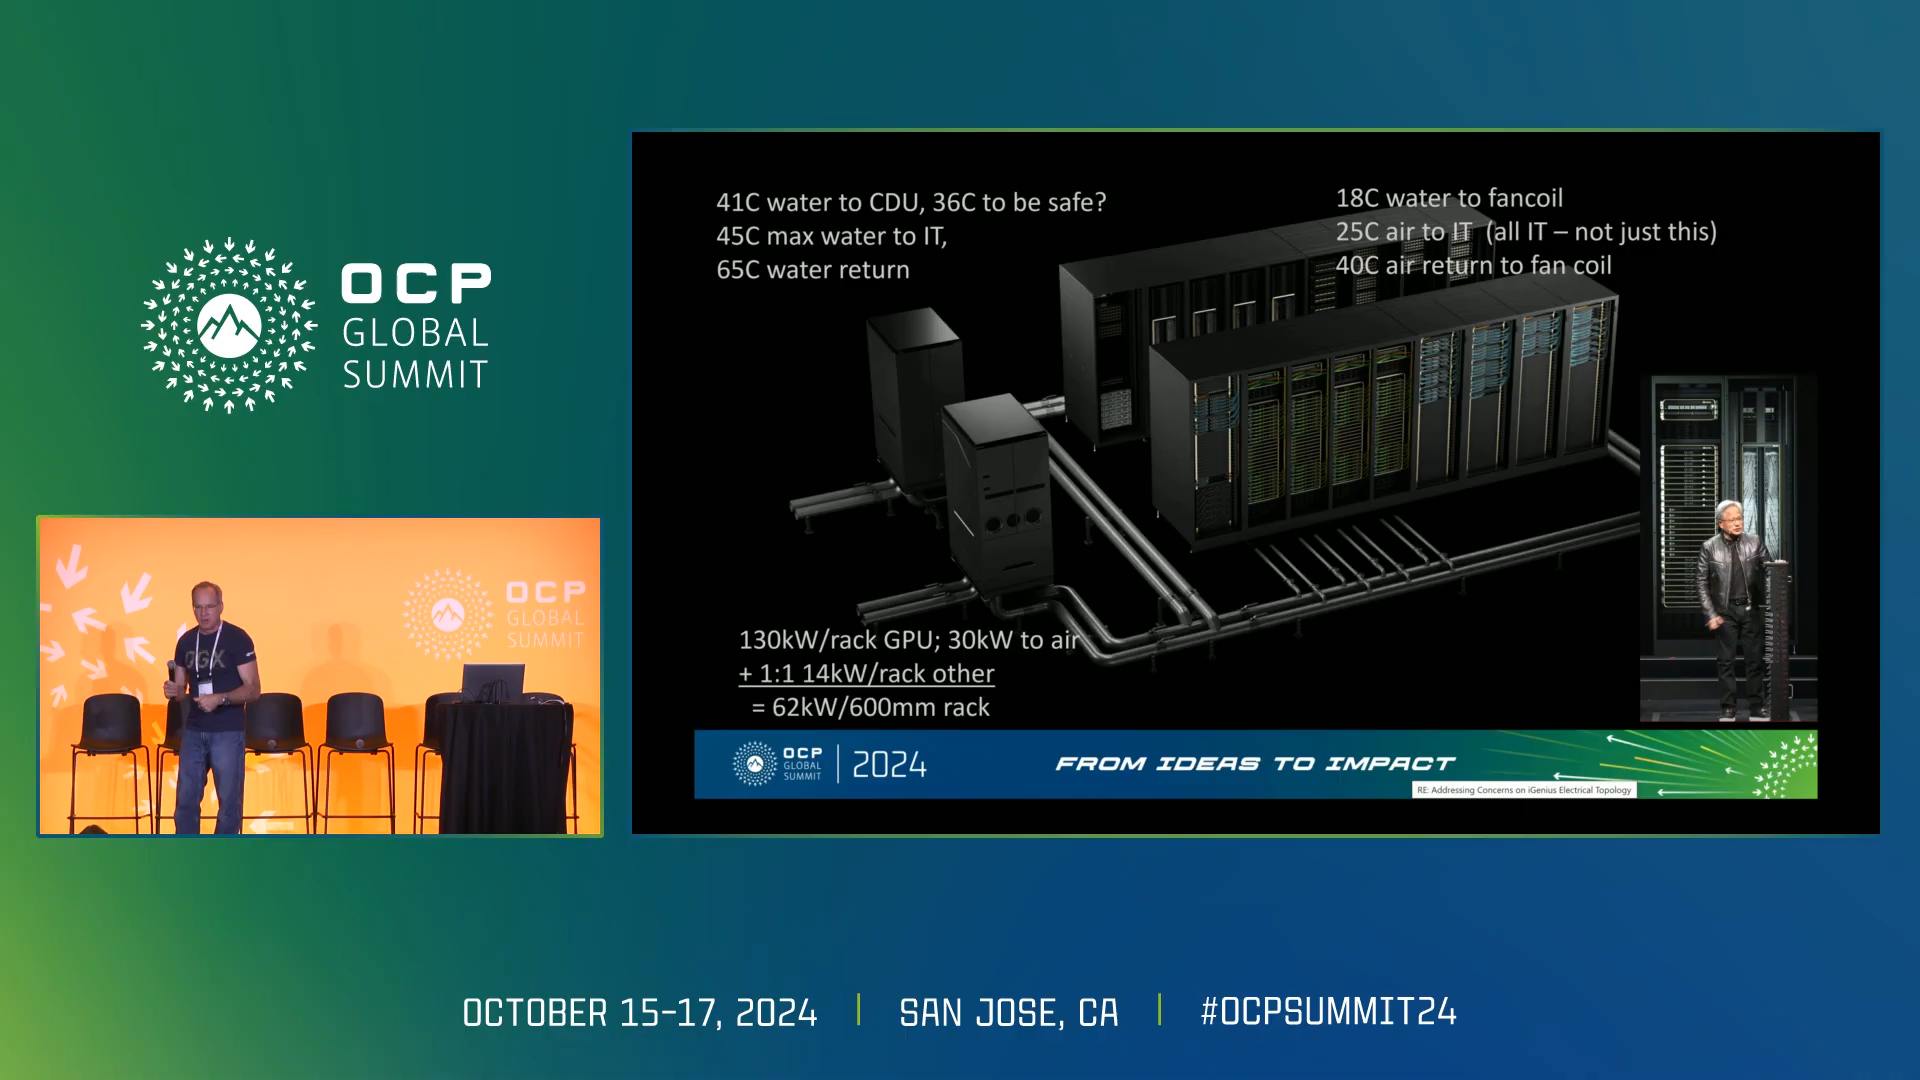 OCP
GLOBAL
SUMMIT
41C water to CDU, 36C to be safe?
45C max water to IT,
65C water return
18C water to fancoil
25C air to IT (all IT – not just this)
40C air return to fan coil
130kW/rack GPU; 30kW to air
+ 1:1 14kW/rack other
= 62kW/600mm rack
OCP
GLOBAL
SUMMIT
2024
FROM IDEAS TO IMPACT
RE: Addressing Concerns on iGenius Electrical Topology
OCP
GLOBAL
SUMMIT
OCTOBER 15-17, 2024
SAN JOSE, CA
#OCPSUMMIT24